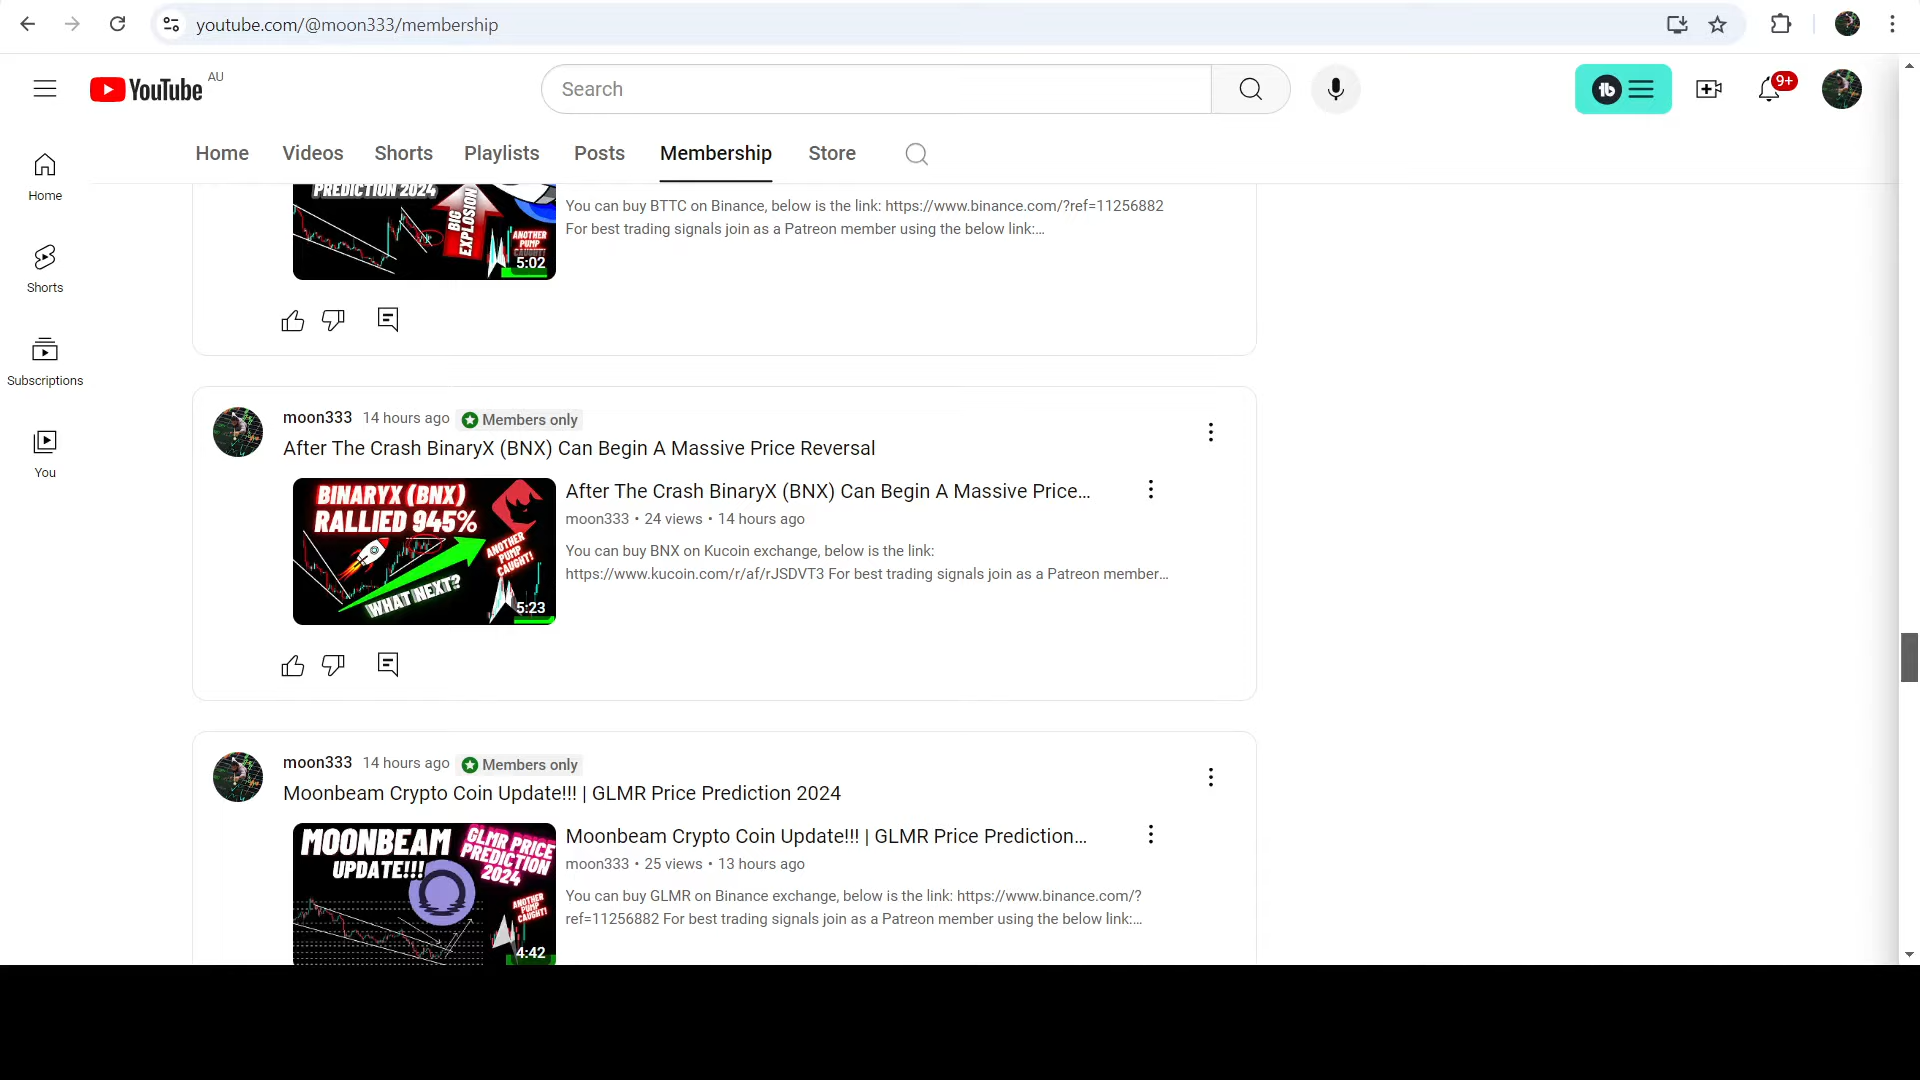 youtube.com/@moon333/membership
YouTube AU
Search
9+
Home
Videos
Shorts
Playlists
Posts
Membership
Store
Home
Shorts
Subscriptions
You
PREDICTION 2024
BIG EXPLOSION
ANOTHER PUMP CAUGHT!
5:02
You can buy BTTC on Binance, below is the link: https://www.binance.com/?ref=11256882
For best trading signals join as a Patreon member using the below link:...
moon333 14 hours ago Members only
After The Crash BinaryX (BNX) Can Begin A Massive Price Reversal
BINARYX (BNX)
RALLIED 945%
ANOTHER
PUMP
CAUGHT!
WHAT NEXT?
5:23
After The Crash BinaryX (BNX) Can Begin A Massive Price...
moon333 • 24 views • 14 hours ago
You can buy BNX on Kucoin exchange, below is the link:
https://www.kucoin.com/r/af/rJSDVT3 For best trading signals join as a Patreon member...
moon333 14 hours ago Members only
Moonbeam Crypto Coin Update!!! | GLMR Price Prediction 2024
MOONBEAM
UPDATE!!!
GLMR PRICE
PREDICTION
2024
ANOTHER
PUMP
CAUGHT!
4:42
Moonbeam Crypto Coin Update!!! | GLMR Price Prediction...
moon333 • 25 views • 13 hours ago
You can buy GLMR on Binance exchange, below is the link: https://www.binance.com/?
ref=11256882 For best trading signals join as a Patreon member using the below link:...